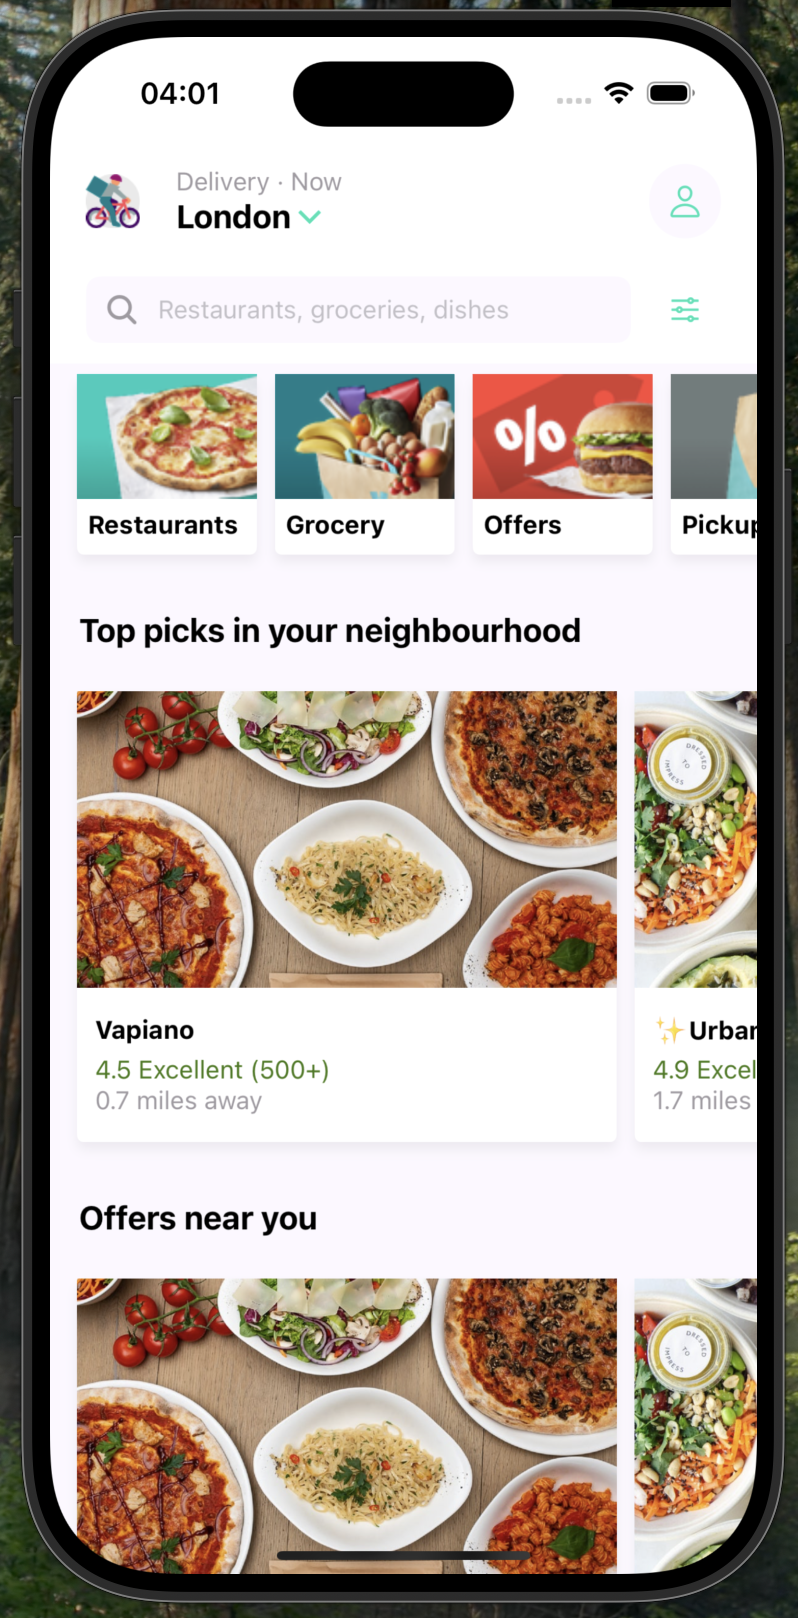 04:01
Delivery · Now
London
Restaurants, groceries, dishes
%
Restaurants
Grocery
Offers
Pickup
Top picks in your neighbourhood
DRESSED TO IMPRESS
Vapiano
✨Urban
4.5 Excellent (500+)
4.9 Excel
0.7 miles away
1.7 miles
Offers near you
DRESSED TO IMPRESS